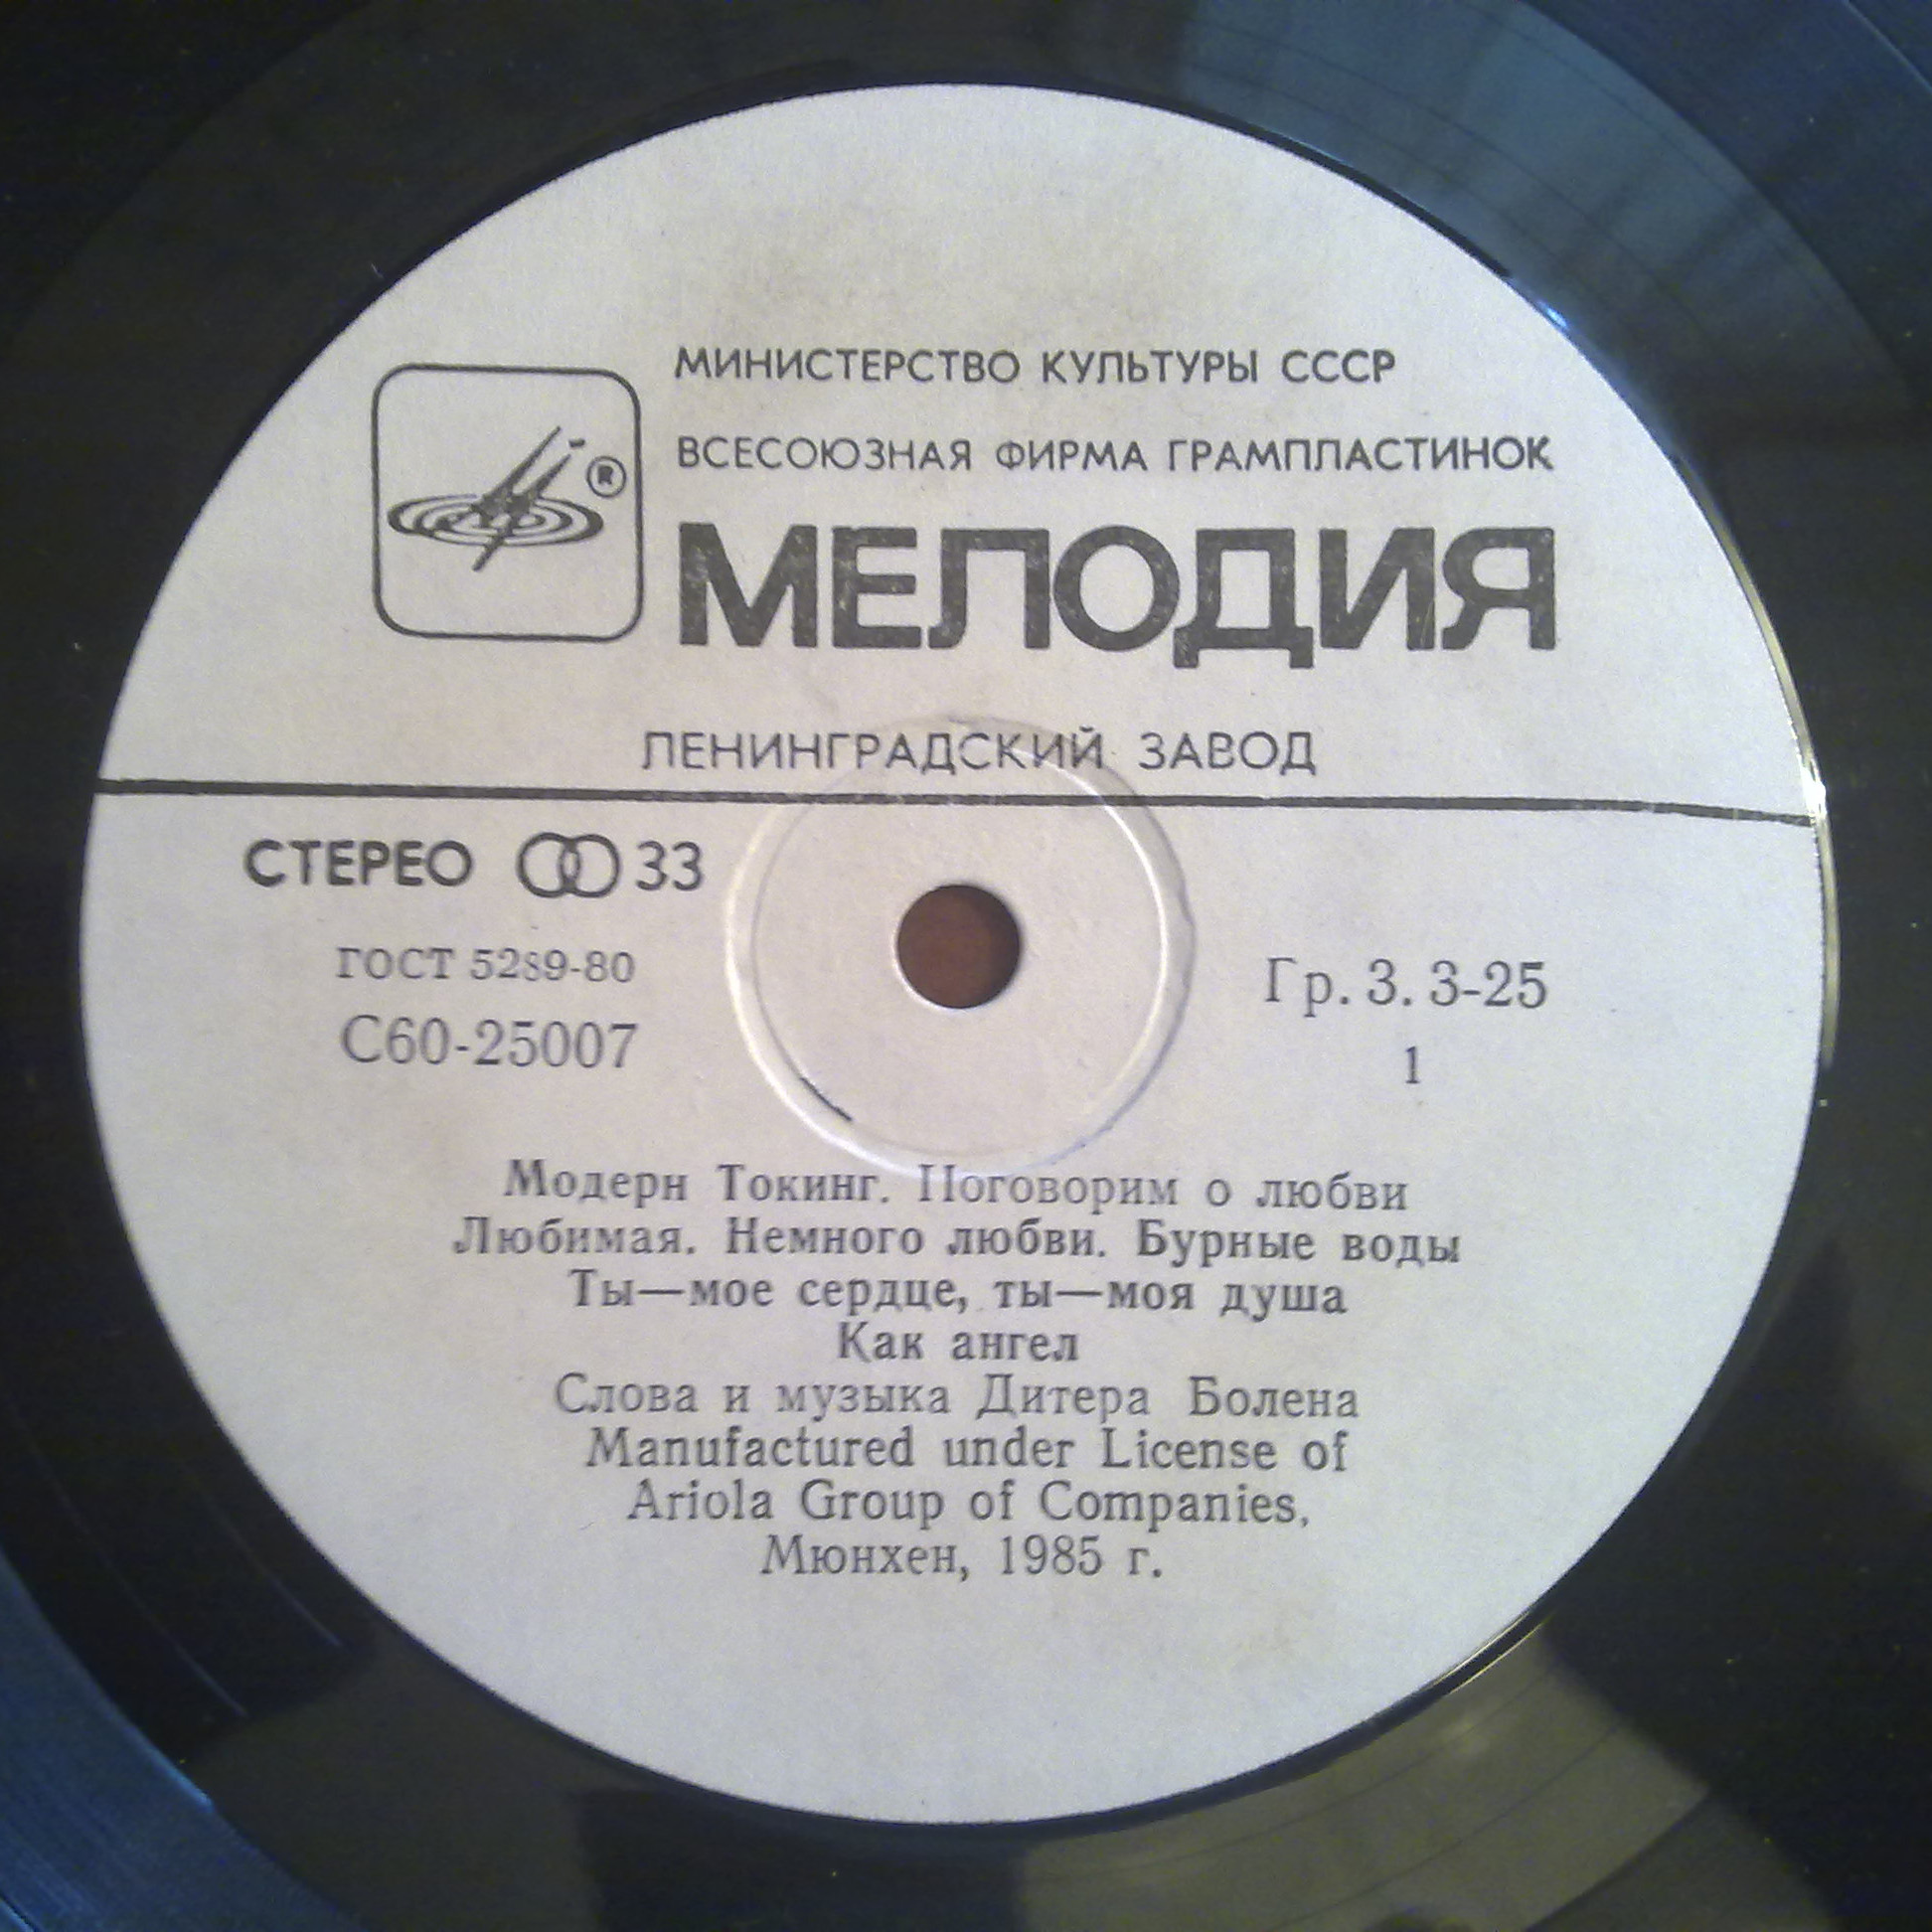 МИНИСТЕРСТВО КУЛЬТУРЫ СССР
ВСЕСОЮЗНАЯ ФИРМА ГРАМПЛАСТИНОК
®
МЕЛОДИЯ
ЛЕНИНГРАДСКИЙ ЗАВОД
СТЕРЕО 33
ГОСТ 5289-80
С60-25007
Гр. 3. 3-25
1
Модерн Токинг. Поговорим о любви
Любимая. Немного любви. Бурные воды
Ты—мое сердце, ты—моя душа
Как ангел
Слова и музыка Дитера Болена
Manufactured under License of
Ariola Group of Companies,
Мюнхен, 1985 г.